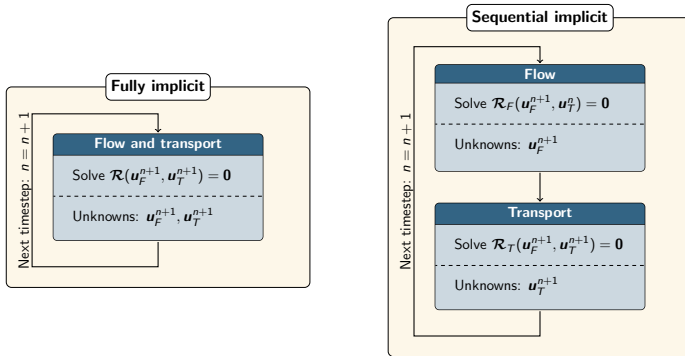 Fully implicit
Next timestep: n = n + 1
Flow and transport
Solve 𝓡(𝒖_F^{n+1}, 𝒖_T^{n+1}) = 𝟎
Unknowns: 𝒖_F^{n+1}, 𝒖_T^{n+1}
Sequential implicit
Next timestep: n = n + 1
Flow
Solve 𝓡_F(𝒖_F^{n+1}, 𝒖_T^n) = 𝟎
Unknowns: 𝒖_F^{n+1}
Transport
Solve 𝓡_T(𝒖_F^{n+1}, 𝒖_T^{n+1}) = 𝟎
Unknowns: 𝒖_T^{n+1}